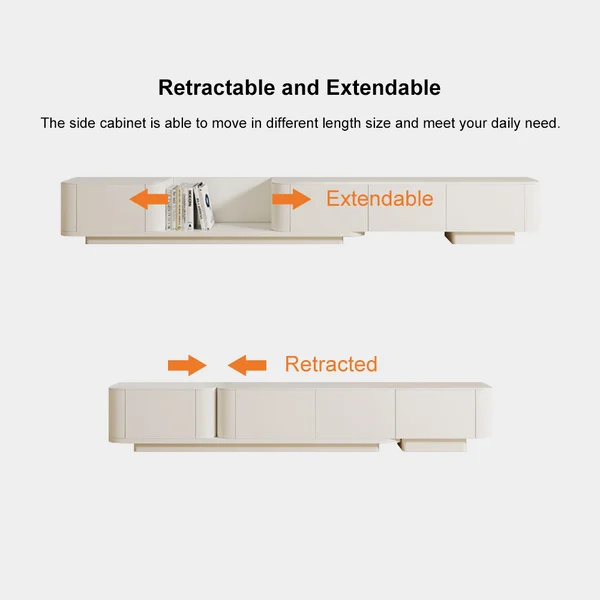 Retractable and Extendable
The side cabinet is able to move in different length size and meet your daily need.
Extendable
Retracted